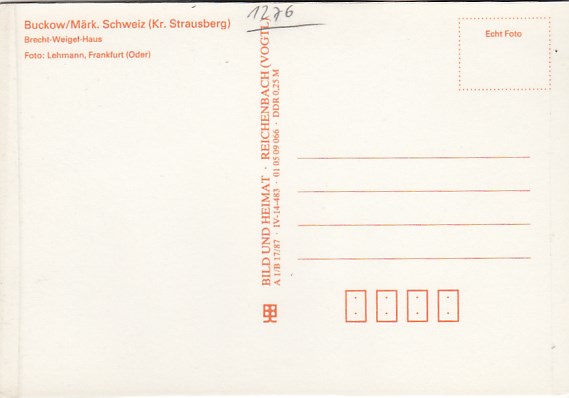 Buckow/Märk. Schweiz (Kr. Strausberg)
Brecht-Weigel-Haus
Foto: Lehmann, Frankfurt (Oder)
1276
BILD UND HEIMAT · REICHENBACH (VOGTL)
A 1/B 17/87 · IV-14-483 · 01 05 09 066 · DDR 0,25 M
Echt Foto